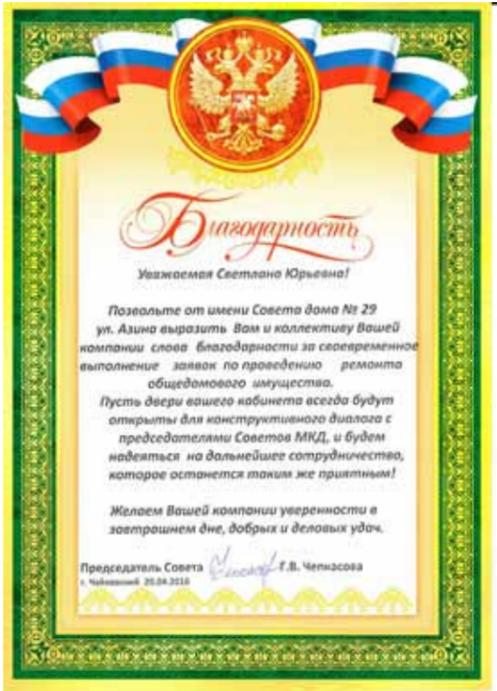 Благодарность
Уважаемая Светлана Юрьевна!
Позвольте от имени Совета дома № 29
ул. Азина выразить Вам и коллективу Вашей
компании слова благодарности за своевременное
выполнение заявок по проведению ремонта
общедомового имущества.
Пусть двери вашего кабинета всегда будут
открыты для конструктивного диалога с
председателями Советов МКД, и будем
надеяться на дальнейшее сотрудничество,
которое останется таким же приятным!
Желаем Вашей компании уверенности в
завтрашнем дне, добрых и деловых удач.
Председатель Совета Г.В. Чепкасова
г. Чайковский 20.04.2016